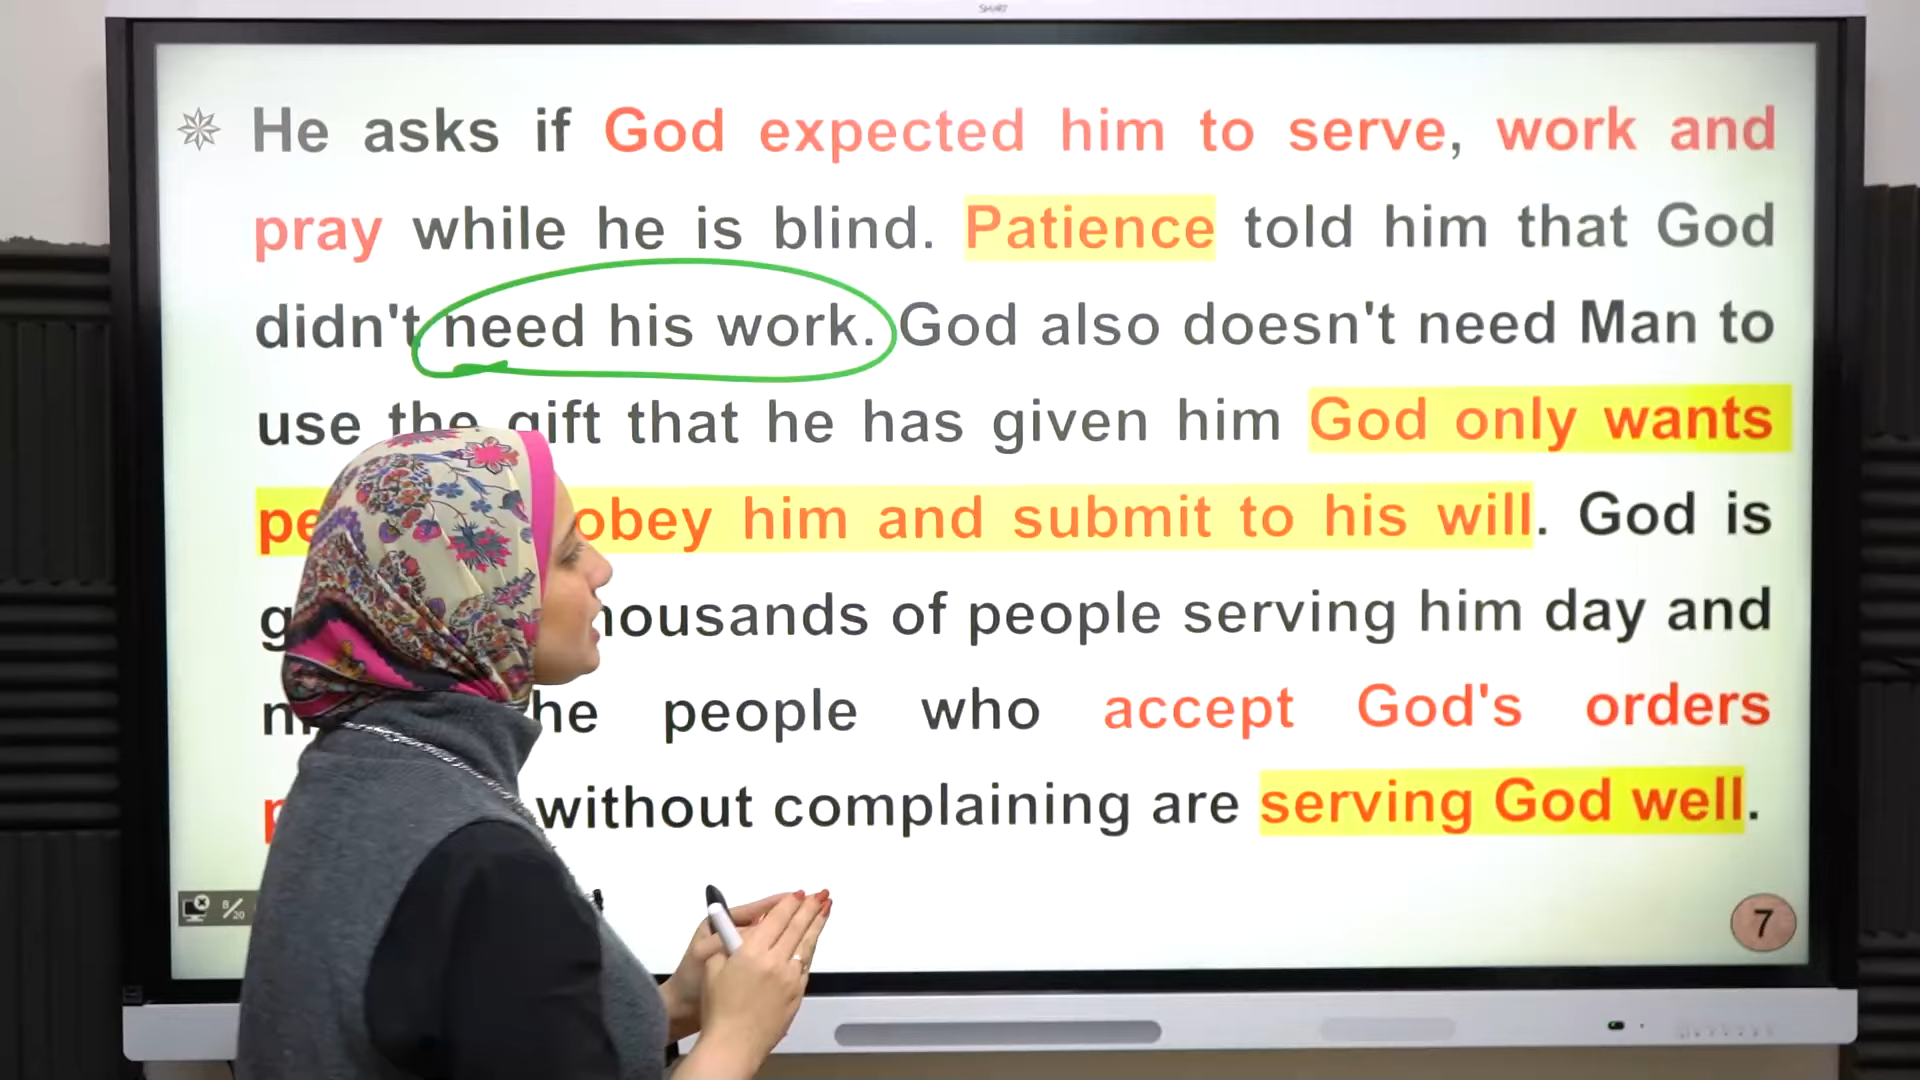 SMART
He asks if God expected him to serve, work and
pray while he is blind. Patience told him that God
didn't need his work. God also doesn't need Man to
use the gift that he has given him God only wants
obey him and submit to his will. God is
of people serving him day and
people who accept God's orders
without complaining are serving God well.
8/20
7